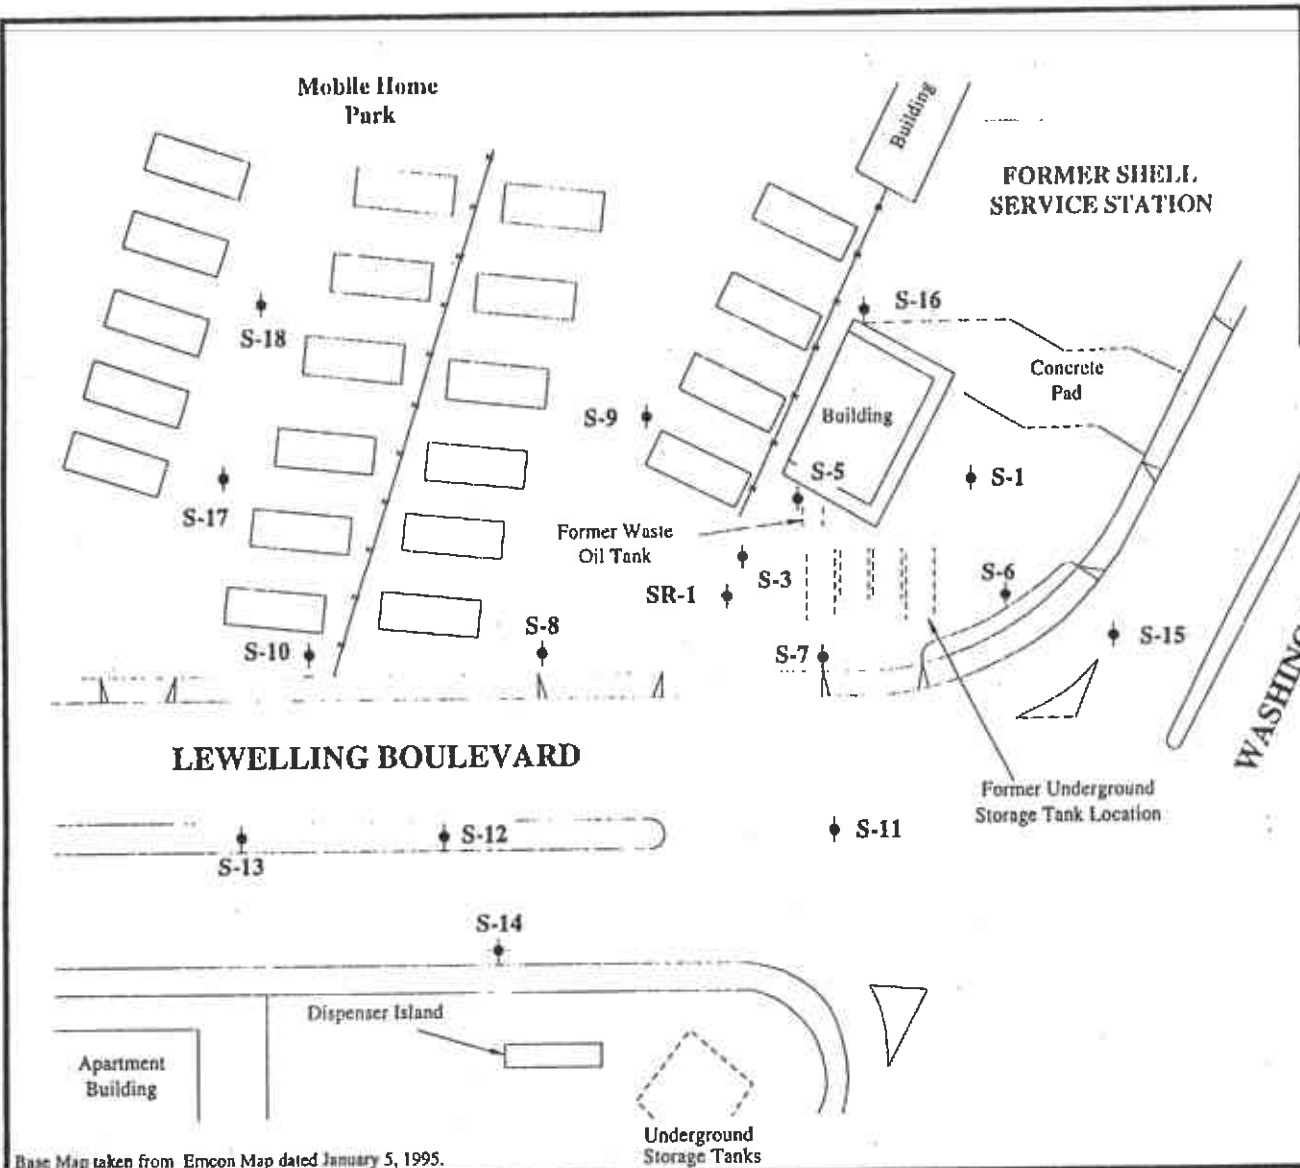 Mobile Home
Park
Building
FORMER SHELL
SERVICE STATION
S-16
S-18
Concrete
Pad
S-9
Building
S-5
S-1
S-17
Former Waste
Oil Tank
S-3
S-6
SR-1
S-8
S-15
S-10
S-7
WASHING
LEWELLING BOULEVARD
Former Underground
Storage Tank Location
S-11
S-12
S-13
S-14
Dispenser Island
Apartment
Building
Underground
Storage Tanks
Base Map taken from Emcon Map dated January 5, 1995.